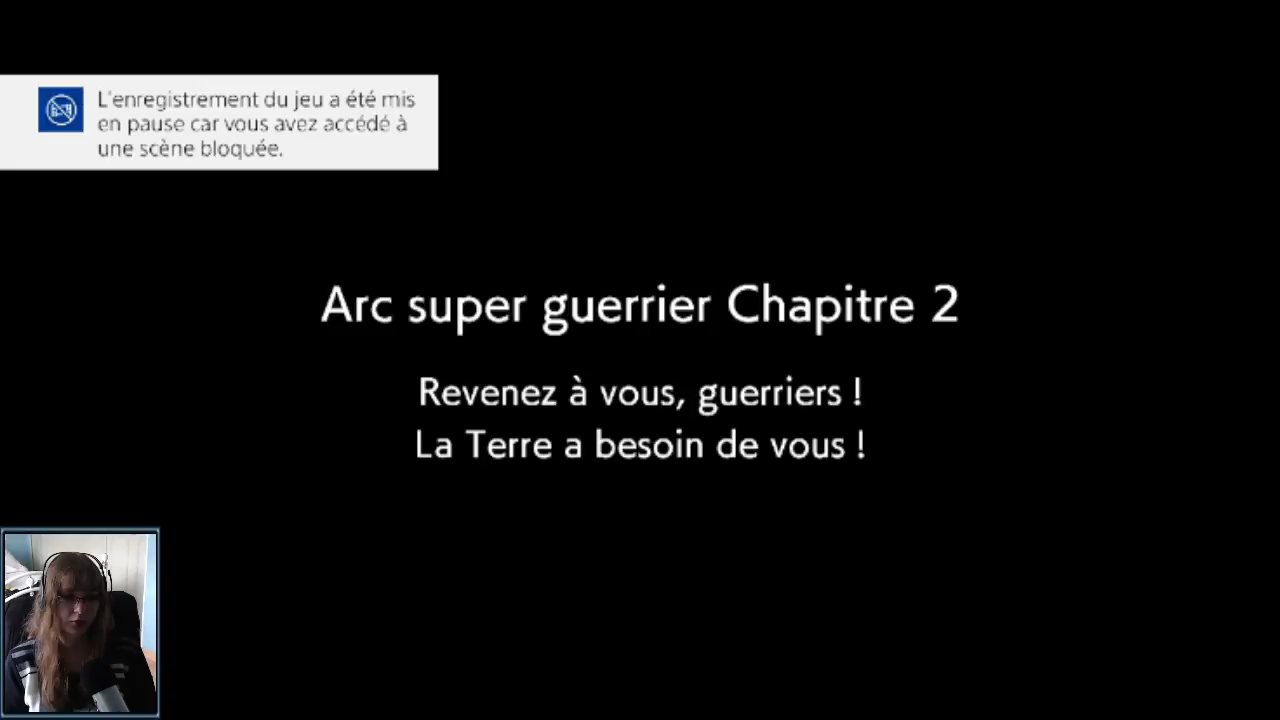 L'enregistrement du jeu a été mis
en pause car vous avez accédé à
une scène bloquée.
Arc super guerrier Chapitre 2
Revenez à vous, guerriers !
La Terre a besoin de vous !